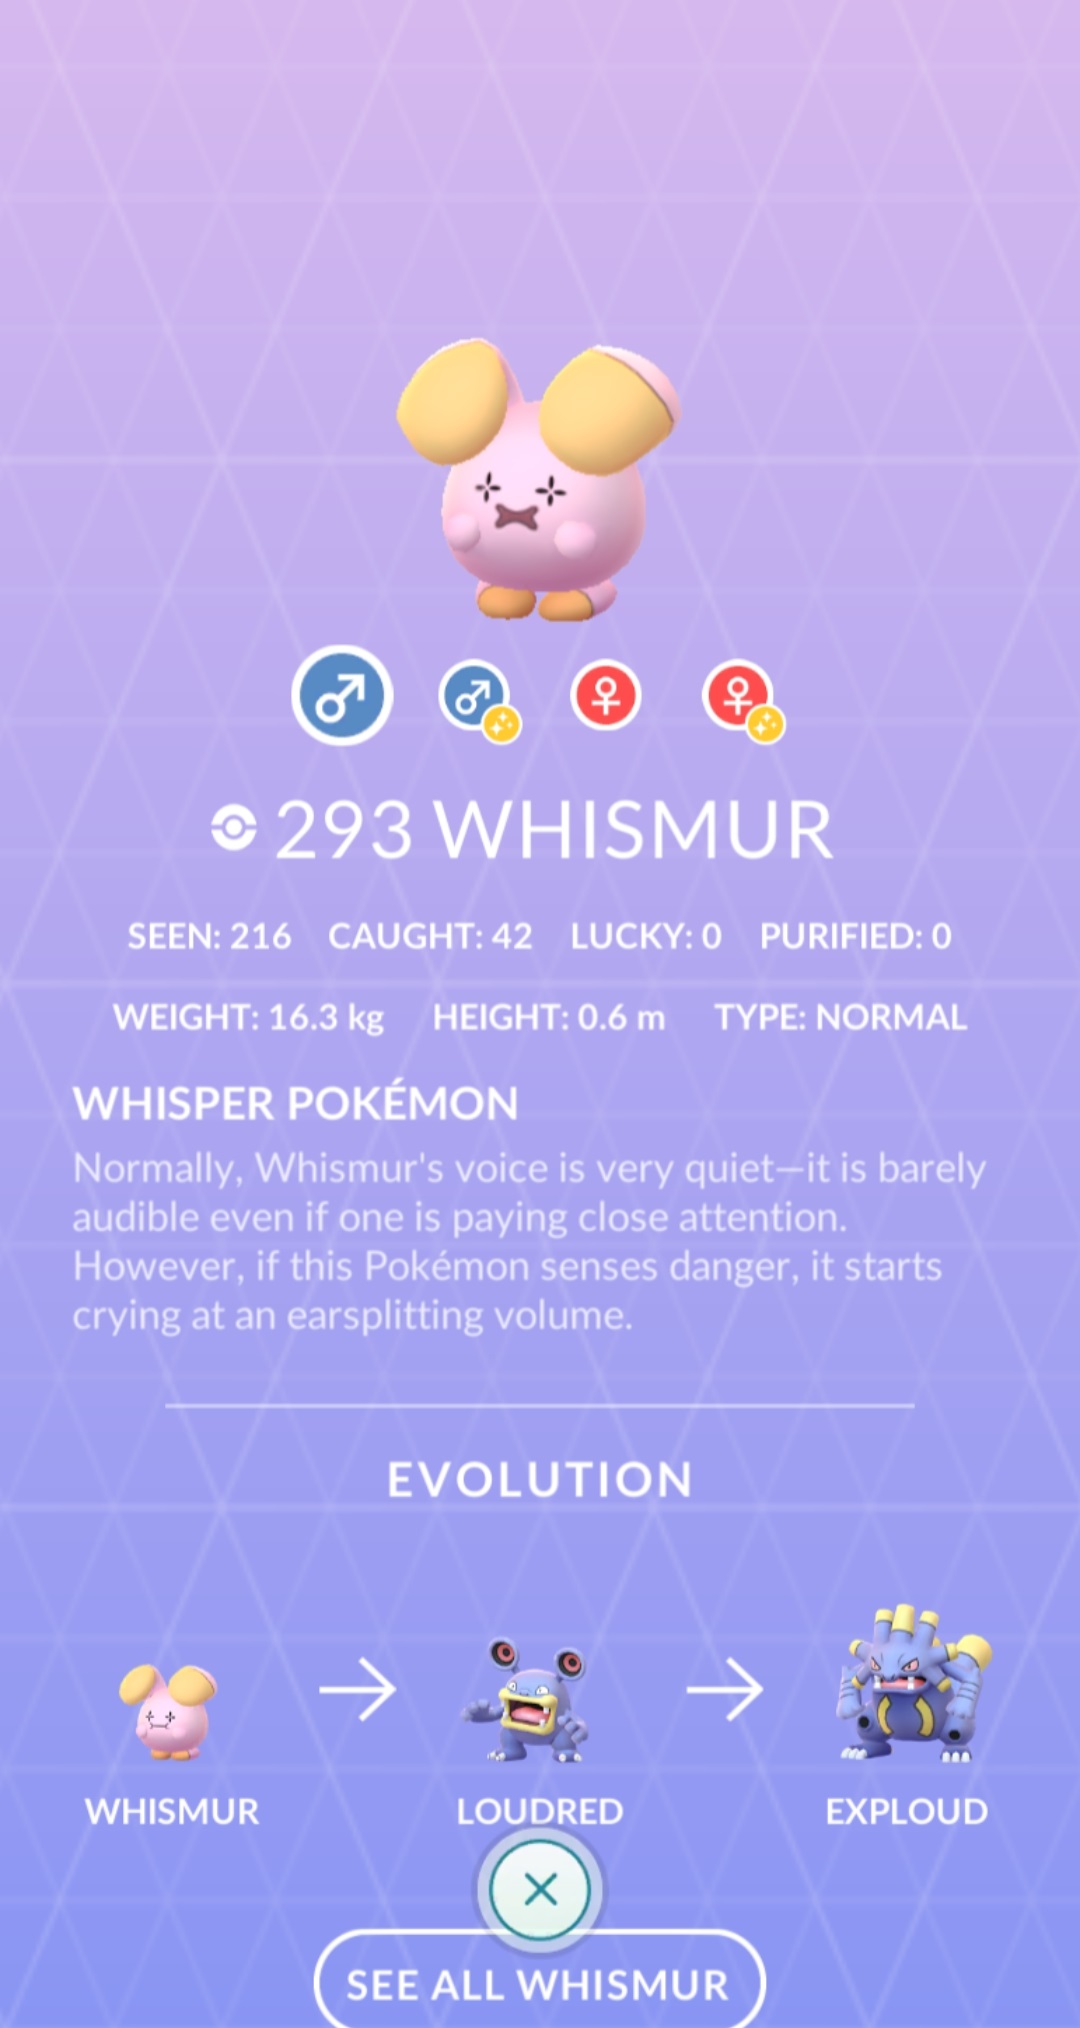 293 WHISMUR
SEEN: 216 CAUGHT: 42 LUCKY: 0 PURIFIED: 0
WEIGHT: 16.3 kg HEIGHT: 0.6 m TYPE: NORMAL
WHISPER POKÉMON
Normally, Whismur's voice is very quiet—it is barely
audible even if one is paying close attention.
However, if this Pokémon senses danger, it starts
crying at an earsplitting volume.
EVOLUTION
WHISMUR LOUDRED EXPLOUD
SEE ALL WHISMUR